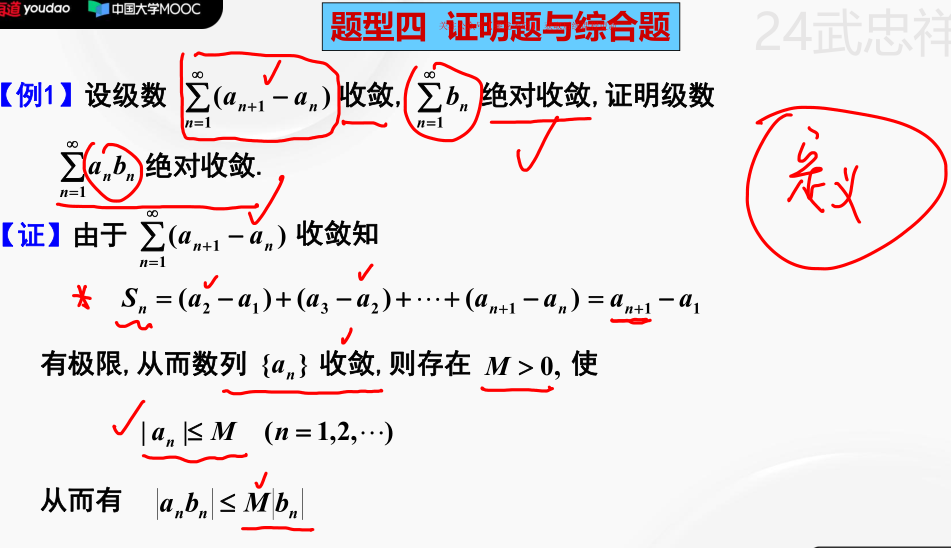 有道 youdao 中国大学MOOC
题型四 证明题与综合题
24武忠祥
【例1】设级数 $\sum_{n=1}^{\infty}(a_{n+1}-a_n)$ 收敛, $\sum_{n=1}^{\infty}b_n$ 绝对收敛,证明级数
$\sum_{n=1}^{\infty}a_nb_n$ 绝对收敛.
定义
【证】由于 $\sum_{n=1}^{\infty}(a_{n+1}-a_n)$ 收敛知
* $S_n=(a_2-a_1)+(a_3-a_2)+\cdots+(a_{n+1}-a_n)=a_{n+1}-a_1$
有极限,从而数列 $\{a_n\}$ 收敛,则存在 $M>0,$ 使
$|a_n|\leq M \quad (n=1,2,\cdots)$
从而有 $|a_nb_n|\leq M|b_n|$